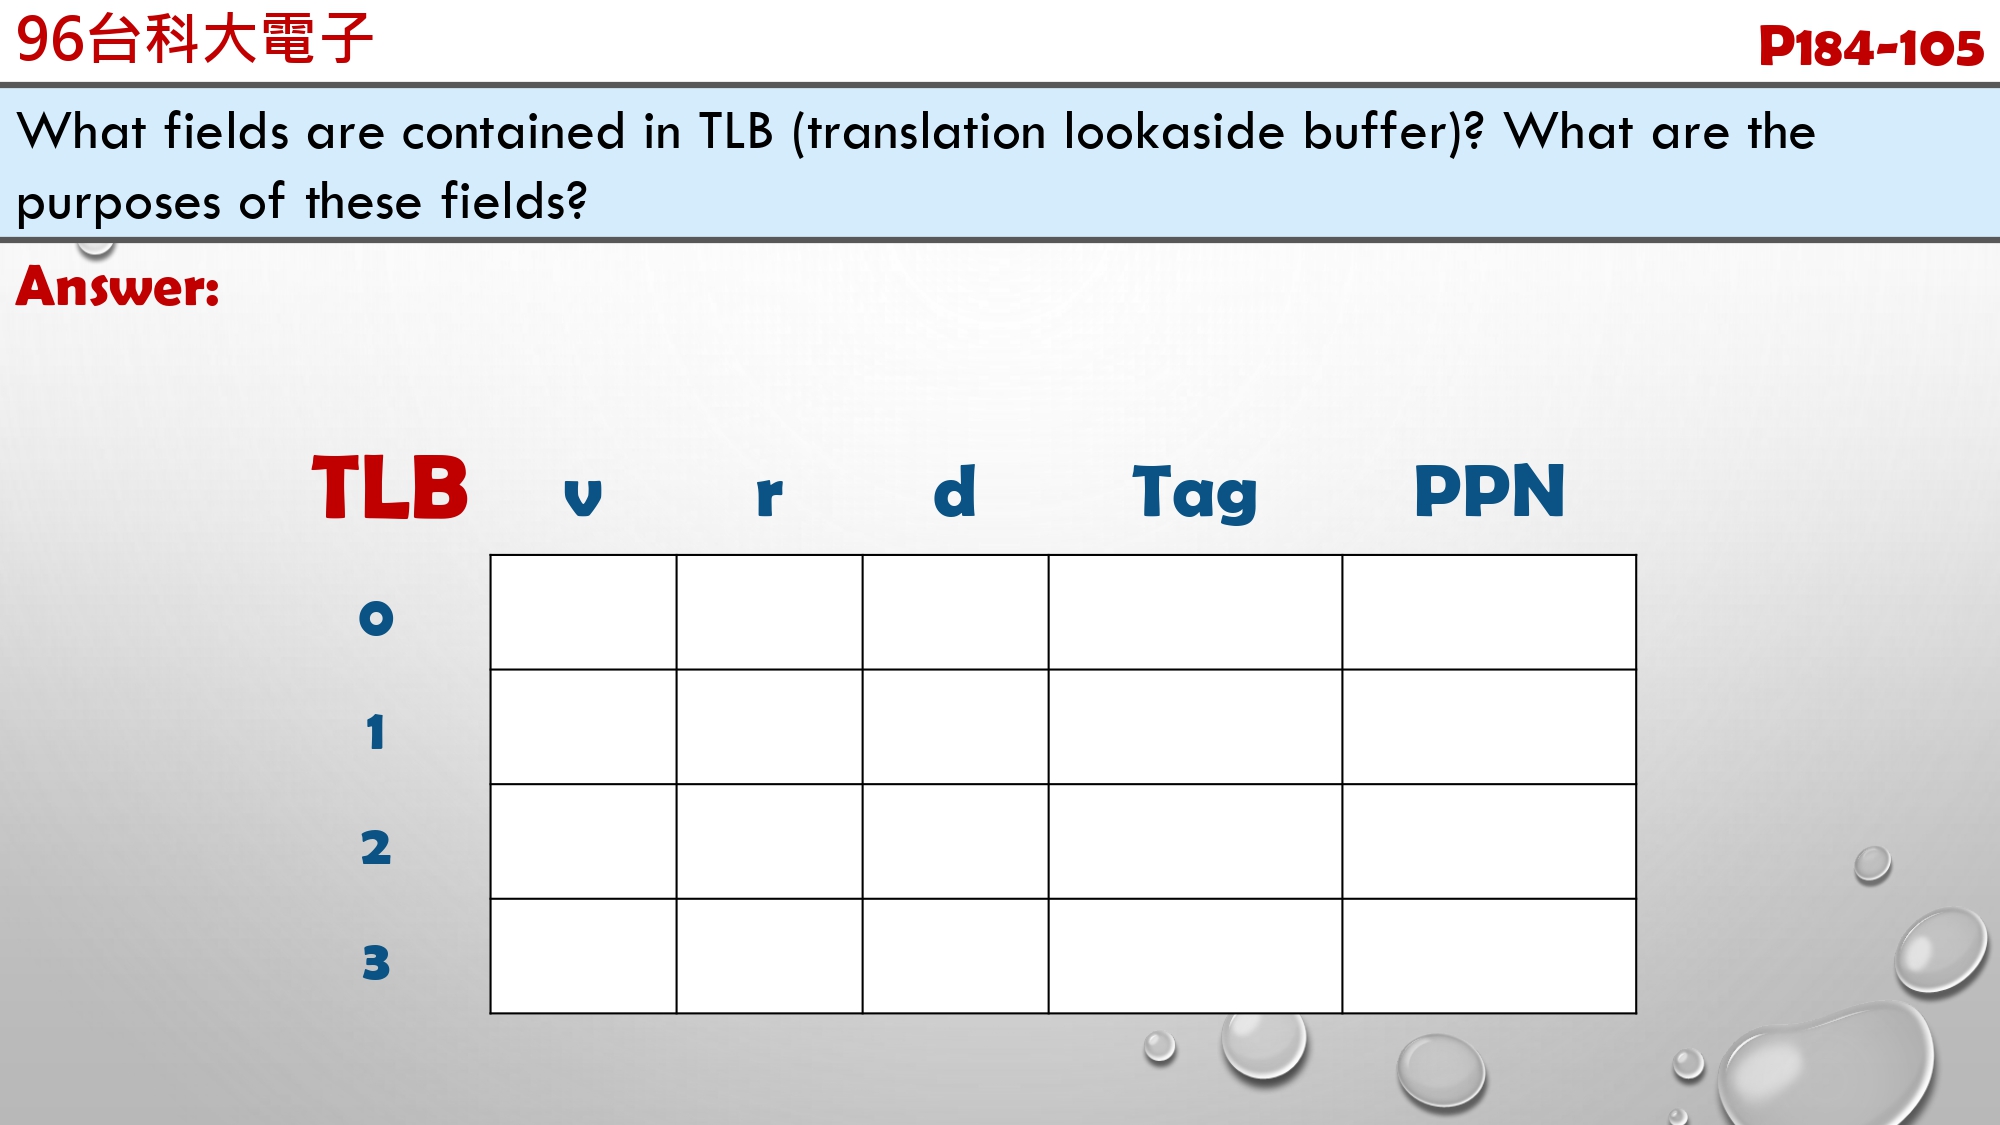 96台科大電子
P184-105
What fields are contained in TLB (translation lookaside buffer)? What are the
purposes of these fields?
Answer:
TLB v r d Tag PPN
0
1
2
3